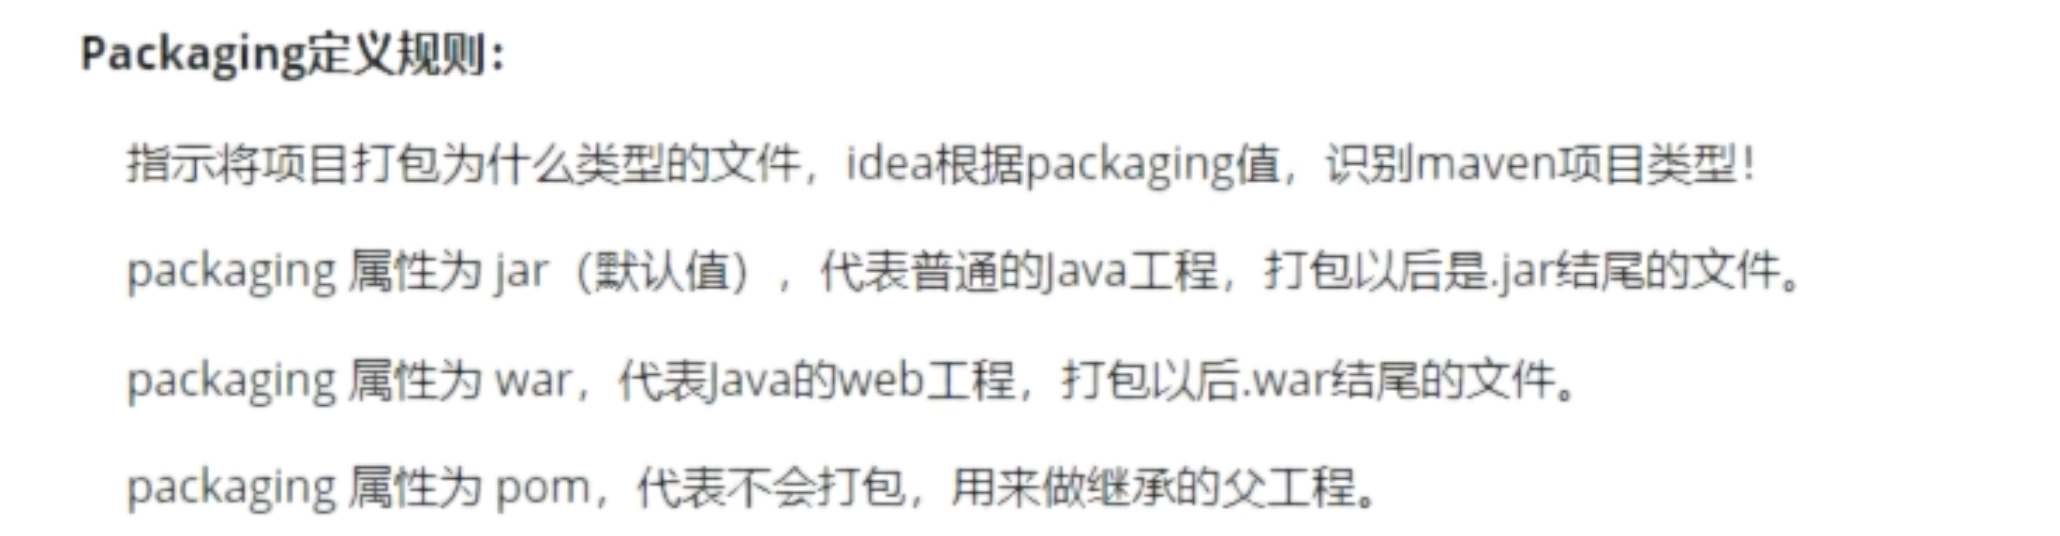 Packaging定义规则：
指示将项目打包为什么类型的文件，idea根据packaging值，识别maven项目类型！
packaging 属性为 jar（默认值），代表普通的Java工程，打包以后是.jar结尾的文件。
packaging 属性为 war，代表Java的web工程，打包以后.war结尾的文件。
packaging 属性为 pom，代表不会打包，用来做继承的父工程。